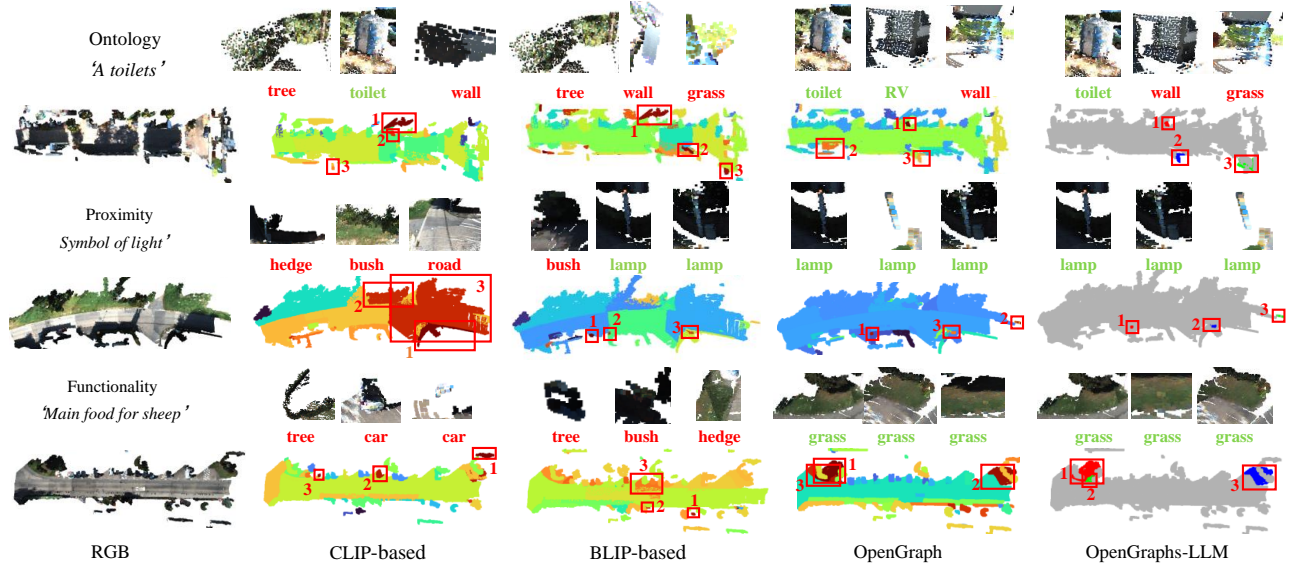 Ontology
‘A toilets’
tree toilet wall
tree wall grass
toilet RV wall
toilet wall grass
1 2 3
1 2 3
1 2 3
1 2 3
Proximity
Symbol of light’
hedge bush road
bush lamp lamp
lamp lamp lamp
lamp lamp lamp
1 2 3
1 2 3
1 2 3
1 2 3
Functionality
‘Main food for sheep’
tree car car
tree bush hedge
grass grass grass
grass grass grass
1 2 3
1 2 3
1 2 3
1 2 3
RGB
CLIP-based
BLIP-based
OpenGraph
OpenGraphs-LLM